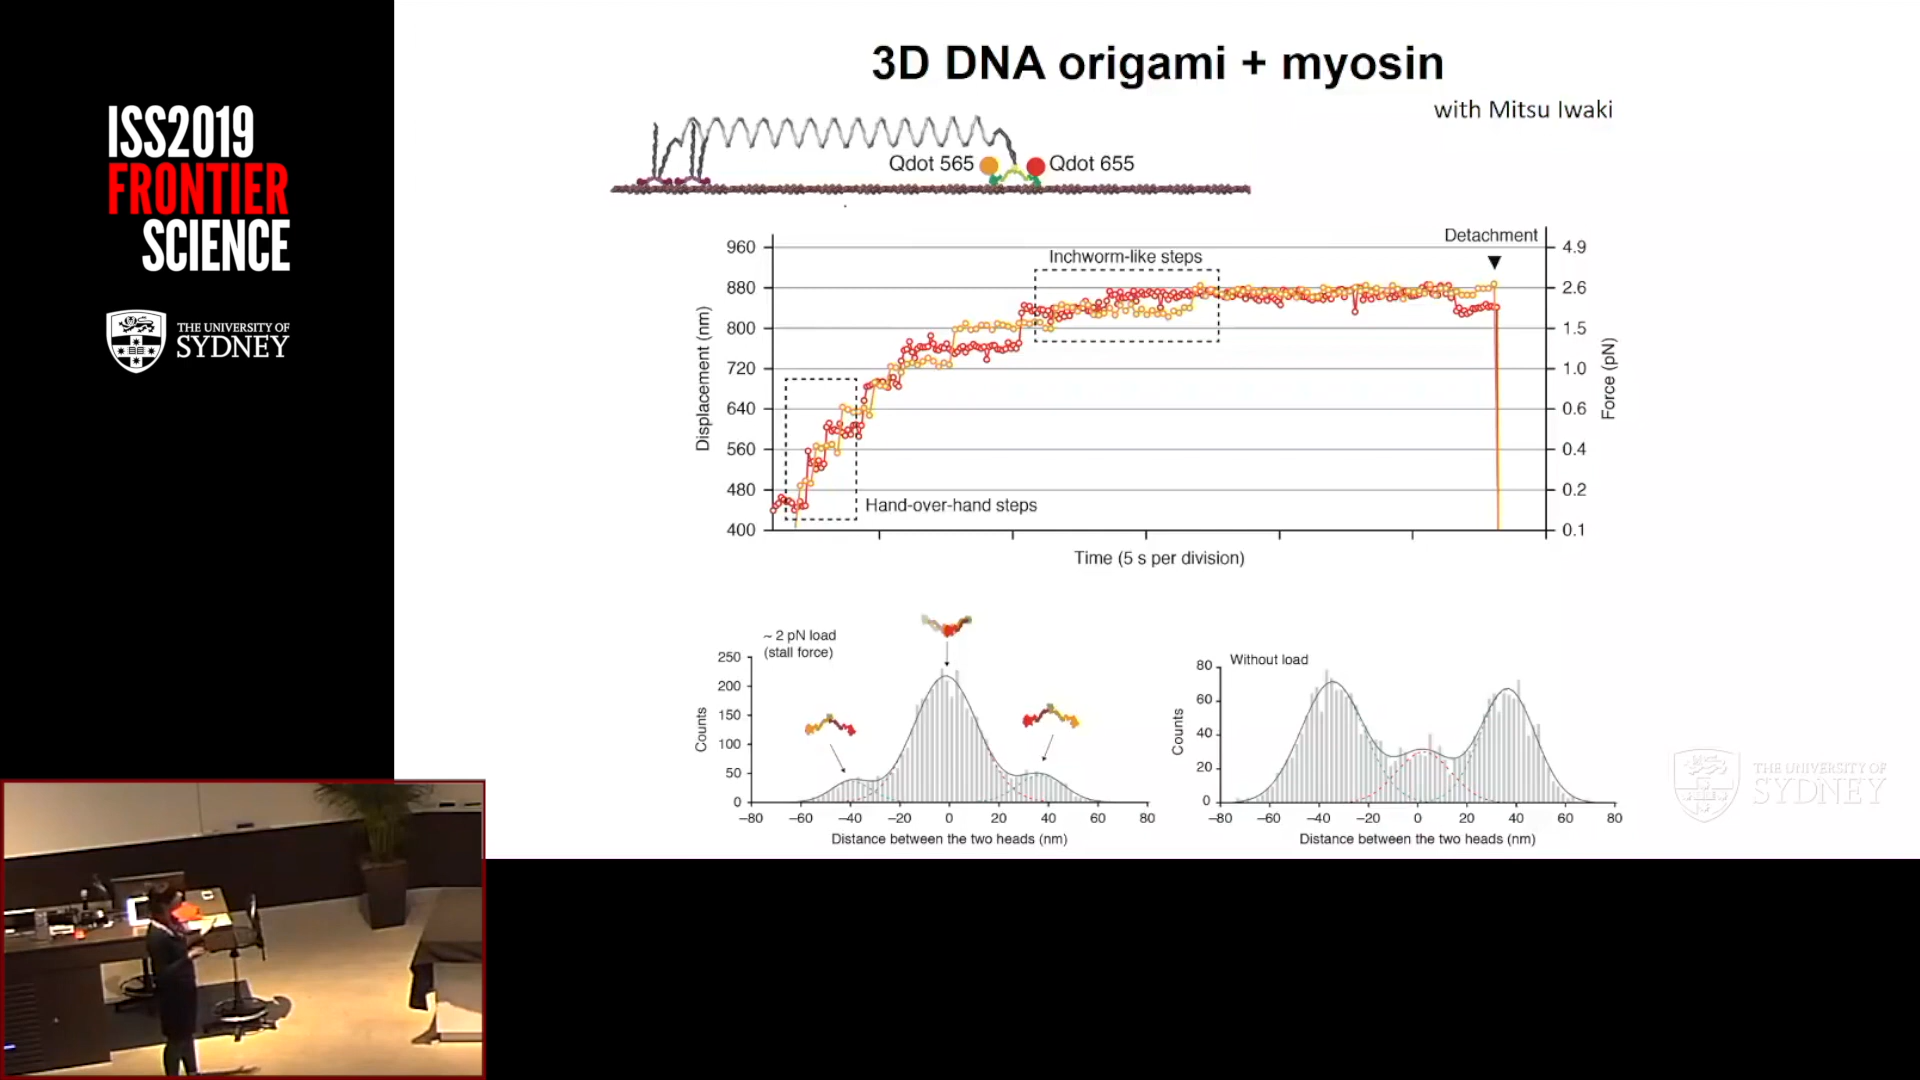 ISS2019
FRONTIER
SCIENCE
THE UNIVERSITY OF
SYDNEY
3D DNA origami + myosin
with Mitsu Iwaki
Qdot 565
Qdot 655
Detachment
Inchworm-like steps
Hand-over-hand steps
Displacement (nm)
960
880
800
720
640
560
480
400
4.9
2.6
1.5
1.0
0.6
0.4
0.2
0.1
Force (pN)
Time (5 s per division)
~ 2 pN load
(stall force)
Counts
250
200
150
100
50
0
−80 −60 −40 −20 0 20 40 60 80
Distance between the two heads (nm)
Without load
Counts
80
60
40
20
0
−80 −60 −40 −20 0 20 40 60 80
Distance between the two heads (nm)
THE UNIVERSITY OF
SYDNEY